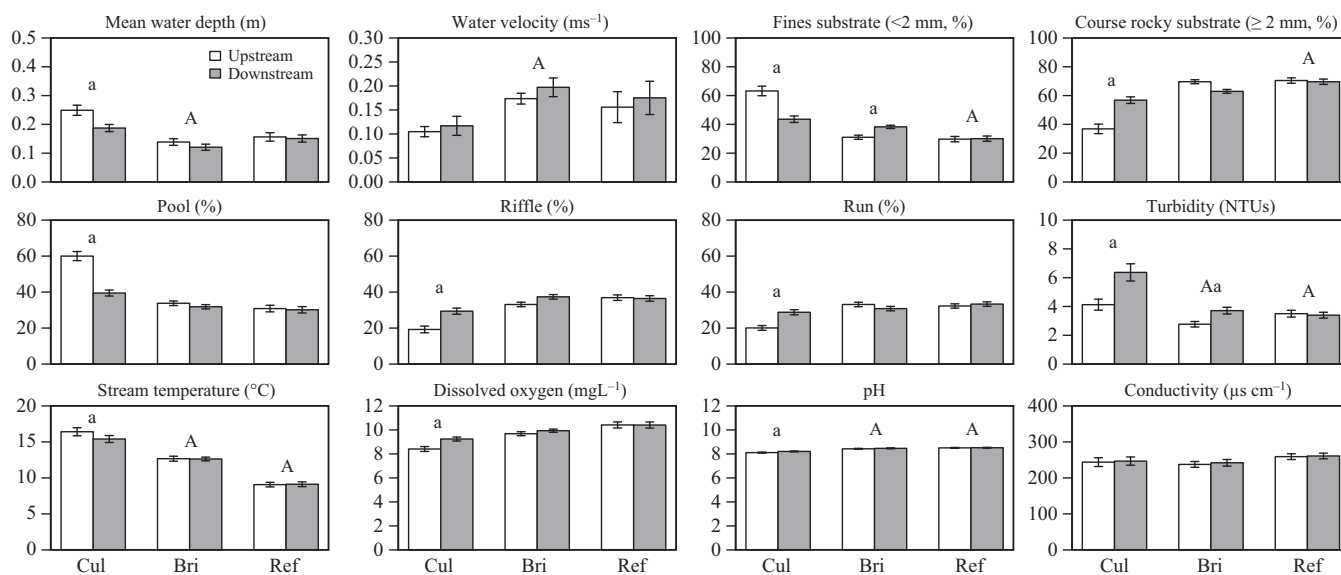 Mean water depth (m)
Water velocity (ms⁻¹)
Fines substrate (<2 mm, %)
Course rocky substrate (≥ 2 mm, %)
0.5
0.4
0.3
0.2
0.1
0.0
Upstream
Downstream
a
A
0.30
0.25
0.20
0.15
0.10
0.05
0.00
A
100
80
60
40
20
0
a
a
A
100
80
60
40
20
0
a
A
Pool (%)
Riffle (%)
Run (%)
Turbidity (NTUs)
80
60
40
20
0
a
80
60
40
20
0
a
80
60
40
20
0
a
10
8
6
4
2
0
a
Aa
A
Stream temperature (°C)
Dissolved oxygen (mgL⁻¹)
pH
Conductivity (µs cm⁻¹)
20
15
10
5
0
a
A
A
12
10
8
6
4
2
0
a
12
10
8
6
4
2
0
a
A
A
400
300
200
100
0
Cul Bri Ref
Cul Bri Ref
Cul Bri Ref
Cul Bri Ref